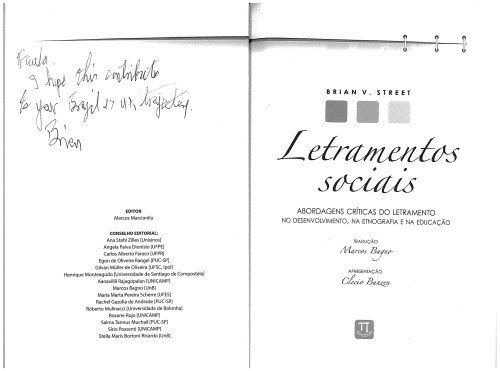 Paula.
I hope this contributes
to your Brazil ↔ UK trajectory.
Brian
EDITOR:
Marcos Marcionilo
CONSELHO EDITORIAL:
Ana Stahl Zilles [Unisinos]
Angela Paiva Dionisio [UFPE]
Carlos Alberto Faraco [UFPR]
Egon de Oliveira Rangel [PUC-SP]
Gilvan Müller de Oliveira [UFSC, Ipol]
Henrique Monteagudo [Universidade de Santiago de Compostela]
Kanavillil Rajagopalan [UNICAMP]
Marcos Bagno [UnB]
Maria Marta Pereira Scherre [UFES]
Rachel Gazolla de Andrade [PUC-SP]
Roberto Mulinacci [Universidade de Bolonha]
Roxane Rojo [UNICAMP]
Salma Tannus Muchail [PUC-SP]
Sírio Possenti [UNICAMP]
Stella Maris Bortoni-Ricardo [UnB]
BRIAN V. STREET
Letramentos
sociais
ABORDAGENS CRÍTICAS DO LETRAMENTO
NO DESENVOLVIMENTO, NA ETNOGRAFIA E NA EDUCAÇÃO
TRADUÇÃO
Marcos Bagno
APRESENTAÇÃO
Clecio Bunzen